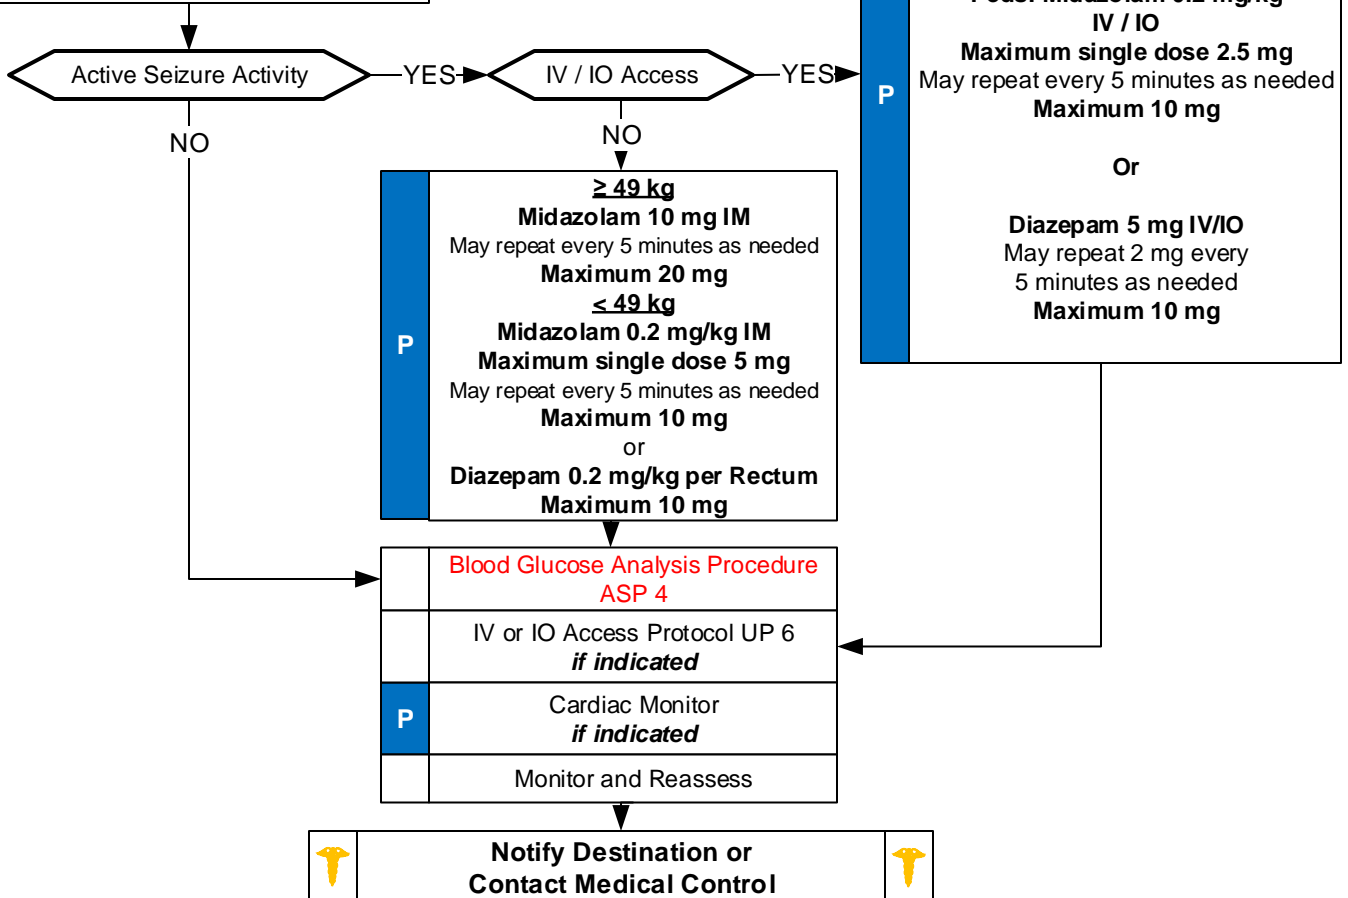 IV / IO
Maximum single dose 2.5 mg
May repeat every 5 minutes as needed
Maximum 10 mg
Or
Diazepam 5 mg IV/IO
May repeat 2 mg every
5 minutes as needed
Maximum 10 mg
P
Active Seizure Activity
YES
IV / IO Access
YES
NO
NO
≥ 49 kg
Midazolam 10 mg IM
May repeat every 5 minutes as needed
Maximum 20 mg
< 49 kg
Midazolam 0.2 mg/kg IM
Maximum single dose 5 mg
May repeat every 5 minutes as needed
Maximum 10 mg
or
Diazepam 0.2 mg/kg per Rectum
Maximum 10 mg
P
Blood Glucose Analysis Procedure
ASP 4
IV or IO Access Protocol UP 6
if indicated
P
Cardiac Monitor
if indicated
Monitor and Reassess
Notify Destination or
Contact Medical Control